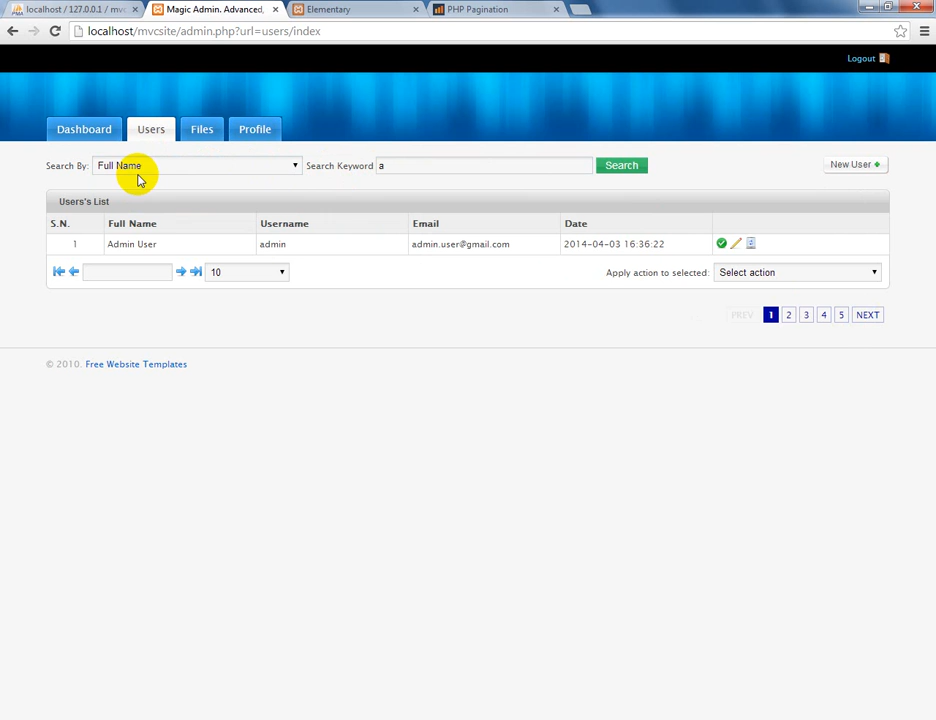 localhost / 127.0.0.1 / mvc
Magic Admin. Advanced,
Elementary
PHP Pagination
localhost/mvcsite/admin.php?url=users/index
Logout
Dashboard
Users
Files
Profile
Search By: Full Name Search Keyword a Search New User
Users's List
S.N. Full Name Username Email Date
1 Admin User admin admin.user@gmail.com 2014-04-03 16:36:22
10 Apply action to selected: Select action
PREV 1 2 3 4 5 NEXT
© 2010. Free Website Templates